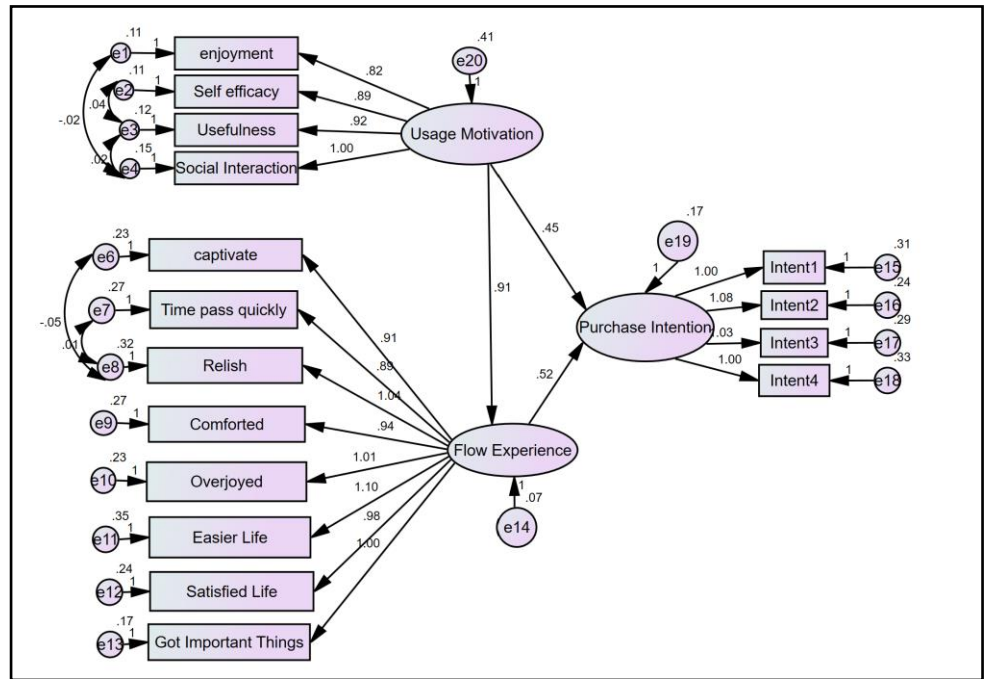 .11
e1
1
enjoyment
.41
e20
1
.11
e2
1
Self efficacy
.82
.89
.04
-.02
.12
e3
1
Usefulness
.92
Usage Motivation
.02
.15
e4
1
Social Interaction
1.00
.45
.91
.17
e19
1
.23
e6
1
captivate
.27
e7
1
Time pass quickly
-.05
.01
.32
e8
1
Relish
.91
.89
1.04
.27
e9
1
Comforted
.94
.23
e10
1
Overjoyed
1.01
.35
e11
1
Easier Life
1.10
.24
e12
1
Satisfied Life
.98
.17
e13
1
Got Important Things
1.00
Flow Experience
1
.07
e14
.52
Purchase Intention
1.00
Intent1
1
.31
e15
1.08
Intent2
1
.24
e16
.03
Intent3
1
.29
e17
1.00
Intent4
1
.33
e18